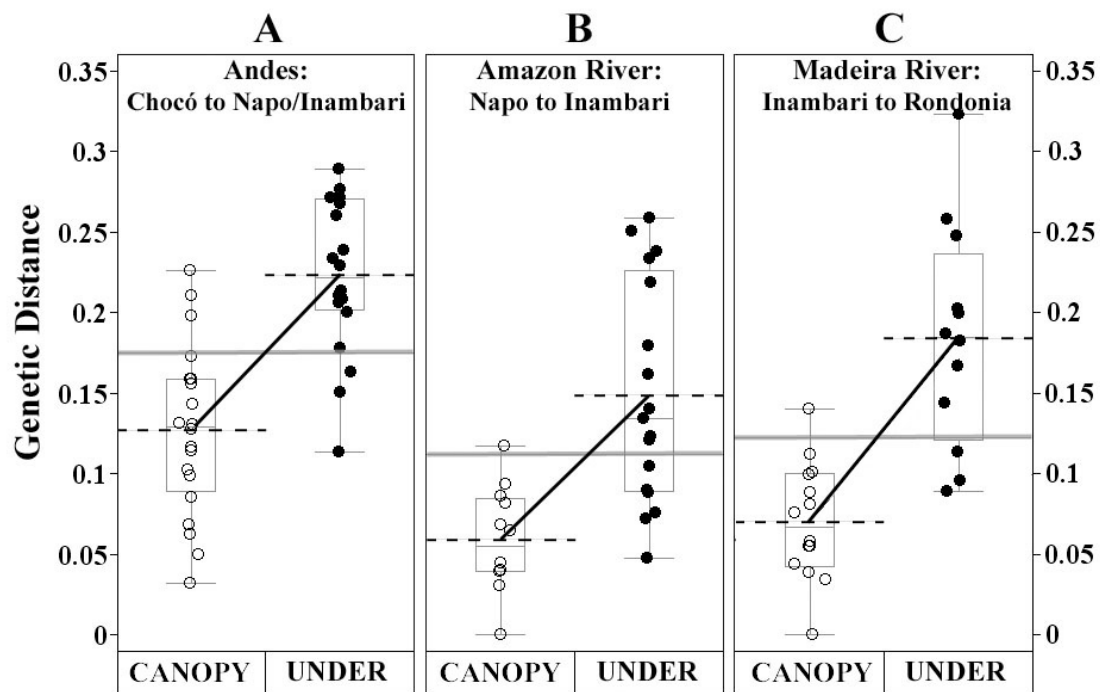 A
B
C
Andes:
Chocó to Napo/Inambari
Amazon River:
Napo to Inambari
Madeira River:
Inambari to Rondonia
Genetic Distance
0.35
0.3
0.25
0.2
0.15
0.1
0.05
0
0.35
0.3
0.25
0.2
0.15
0.1
0.05
0
CANOPY UNDER
CANOPY UNDER
CANOPY UNDER